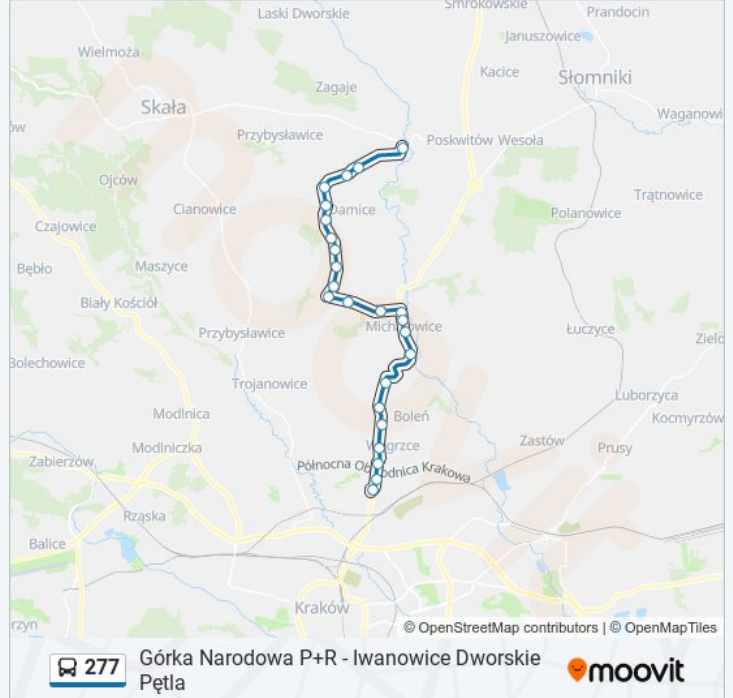 Laski Dworskie
Smrokowskie
Prandocin
Januszowice
Wielmoża
Kacice
Słomniki
Zagaje
Skała
Waganowi
ów
Przybysławice
Poskwitów Wesoła
Ojców
Damice
Trątnowice
Cianowice
Polanowice
Czajowice
Bębło
Maszyce
Biały Kościół
Michałowice
Łuczyce
Przybysławice
Zielo
Bolechowice
Trojanowice
Luborzyca
Modlnica
Boleń
Kocmyrzów
Modlniczka
Węgrzce
Zastów
Prusy
Zabierzów
Północna Obwodnica Krakowa
Rząska
Balice
Kraków
erzyn
© OpenStreetMap contributors | © OpenMapTiles
277
Górka Narodowa P+R - Iwanowice Dworskie
Pętla
moovit